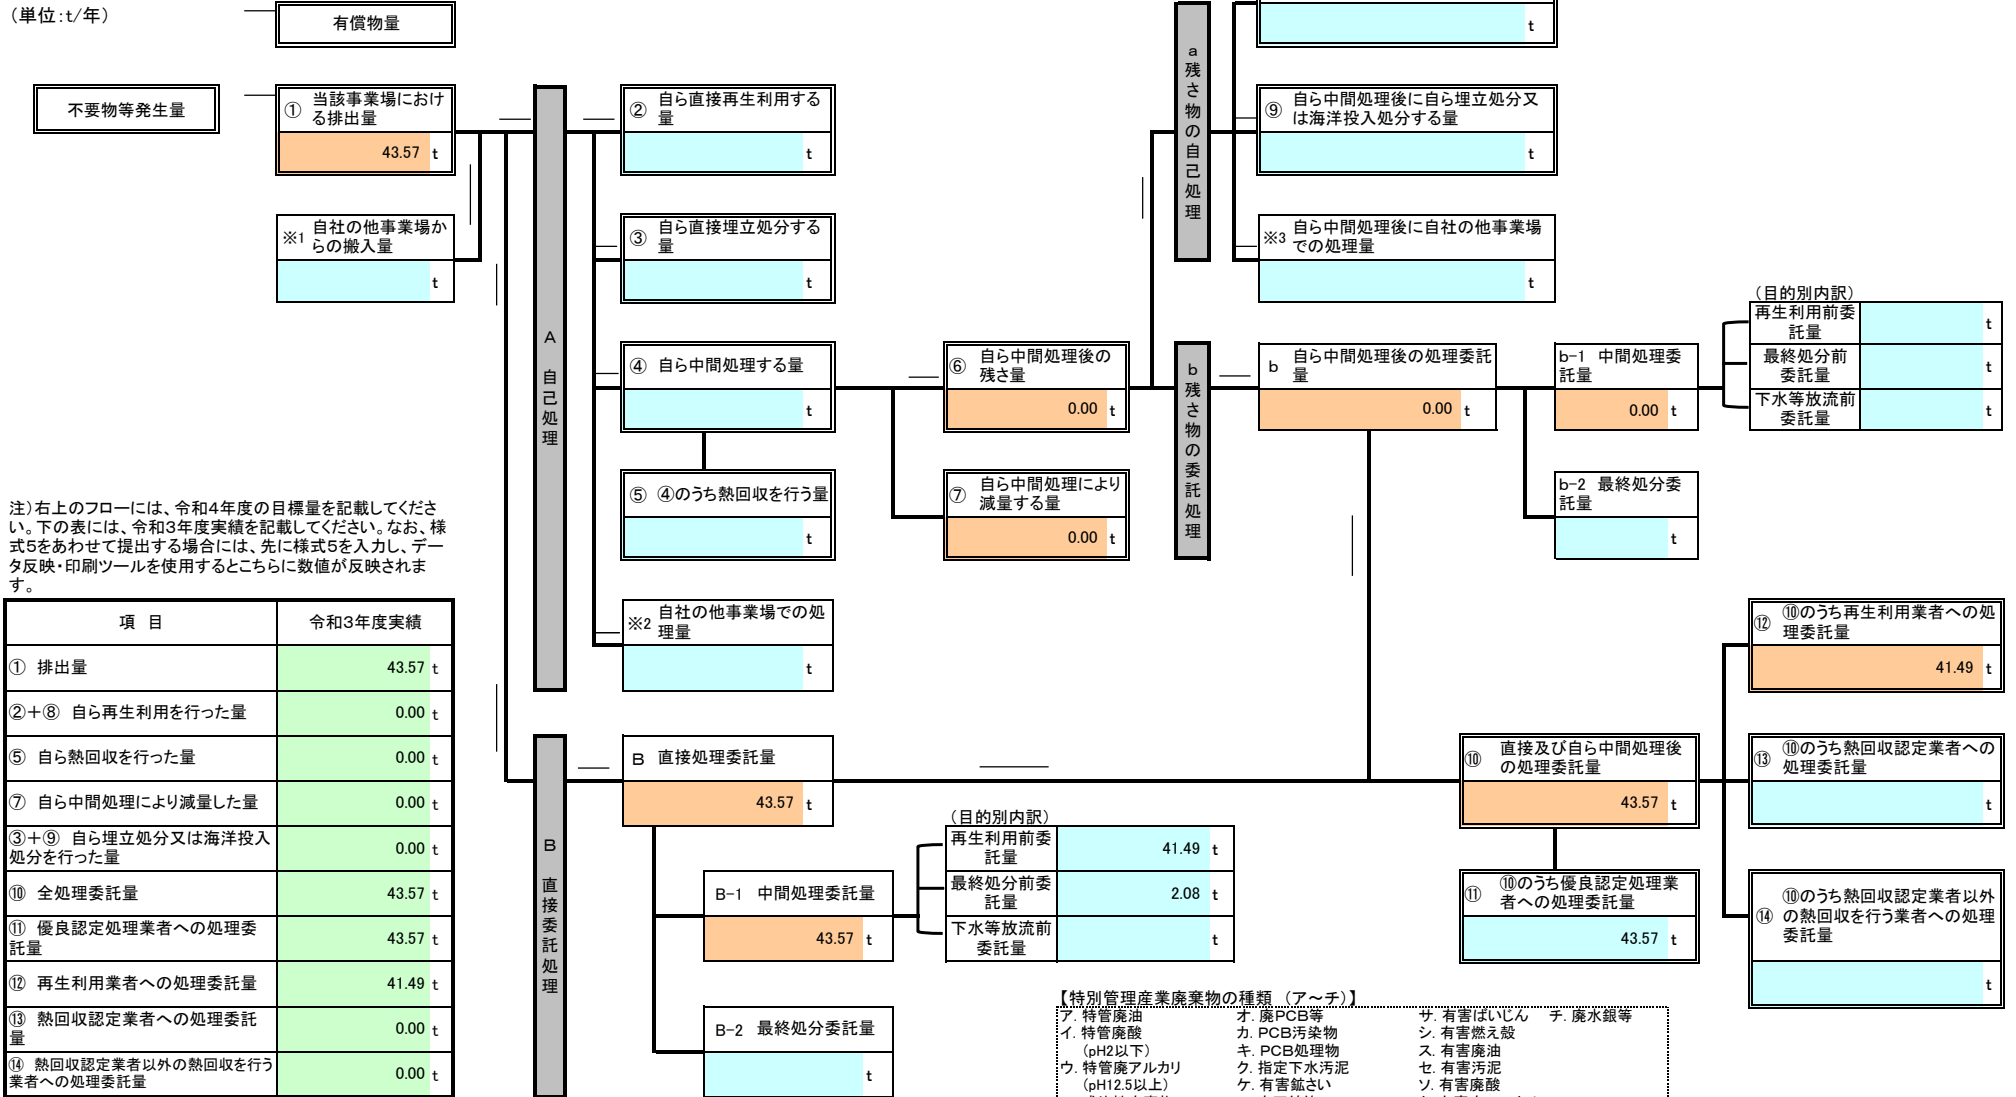 （単位:t/年）
有償物量
t
不要物等発生量
① 当該事業場におけ
る排出量
43.57 t
※1 自社の他事業場か
らの搬入量
t
A 自己処理
② 自ら直接再生利用する
量
t
③ 自ら直接埋立処分する
量
t
④ 自ら中間処理する量
t
⑤ ④のうち熱回収を行う量
t
※2 自社の他事業場での処
理量
t
⑥ 自ら中間処理後の
残さ量
0.00 t
⑦ 自ら中間処理により
減量する量
0.00 t
a 残さ物の自己処理
⑨ 自ら中間処理後に自ら埋立処分又
は海洋投入処分する量
t
※3 自ら中間処理後に自社の他事業場
での処理量
t
b 残さ物の委託処理
b 自ら中間処理後の処理委託
量
0.00 t
b-1 中間処理委
託量
0.00 t
b-2 最終処分委
託量
t
（目的別内訳）
再生利用前委
託量
t
最終処分前
委託量
t
下水等放流前
委託量
t
注）右上のフローには、令和4年度の目標量を記載してくださ
い。下の表には、令和3年度実績を記載してください。なお、様
式5をあわせて提出する場合には、先に様式5を入力し、デー
タ反映・印刷ツールを使用するとこちらに数値が反映されま
す。
項 目 令和3年度実績
① 排出量 43.57 t
②＋⑧ 自ら再生利用を行った量 0.00 t
⑤ 自ら熱回収を行った量 0.00 t
⑦ 自ら中間処理により減量した量 0.00 t
③＋⑨ 自ら埋立処分又は海洋投入
処分を行った量 0.00 t
⑩ 全処理委託量 43.57 t
⑪ 優良認定処理業者への処理委
託量 43.57 t
⑫ 再生利用業者への処理委託量 41.49 t
⑬ 熱回収認定業者への処理委託
量 0.00 t
⑭ 熱回収認定業者以外の熱回収を行う
業者への処理委託量 0.00 t
B 直接委託処理
B 直接処理委託量
43.57 t
B-1 中間処理委託量
43.57 t
B-2 最終処分委託量
t
（目的別内訳）
再生利用前委
託量
41.49 t
最終処分前委
託量
2.08 t
下水等放流前
委託量
t
⑩ 直接及び自ら中間処理後
の処理委託量
43.57 t
⑪ ⑩のうち優良認定処理業
者への処理委託量
43.57 t
⑫ ⑩のうち再生利用業者への処
理委託量
41.49 t
⑬ ⑩のうち熱回収認定業者への
処理委託量
t
⑭ ⑩のうち熱回収認定業者以外
の熱回収を行う業者への処理
委託量
t
【特別管理産業廃棄物の種類 （ア～チ）】
ア. 特管廃油 オ. 廃PCB等 サ. 有害ばいじん チ. 廃水銀等
イ. 特管廃酸 カ. PCB汚染物 シ. 有害燃え殻
（pH2以下） キ. PCB処理物 ス. 有害廃油
ウ. 特管廃アルカリ ク. 指定下水汚泥 セ. 有害汚泥
（pH12.5以上） ケ. 有害鉱さい ソ. 有害廃酸